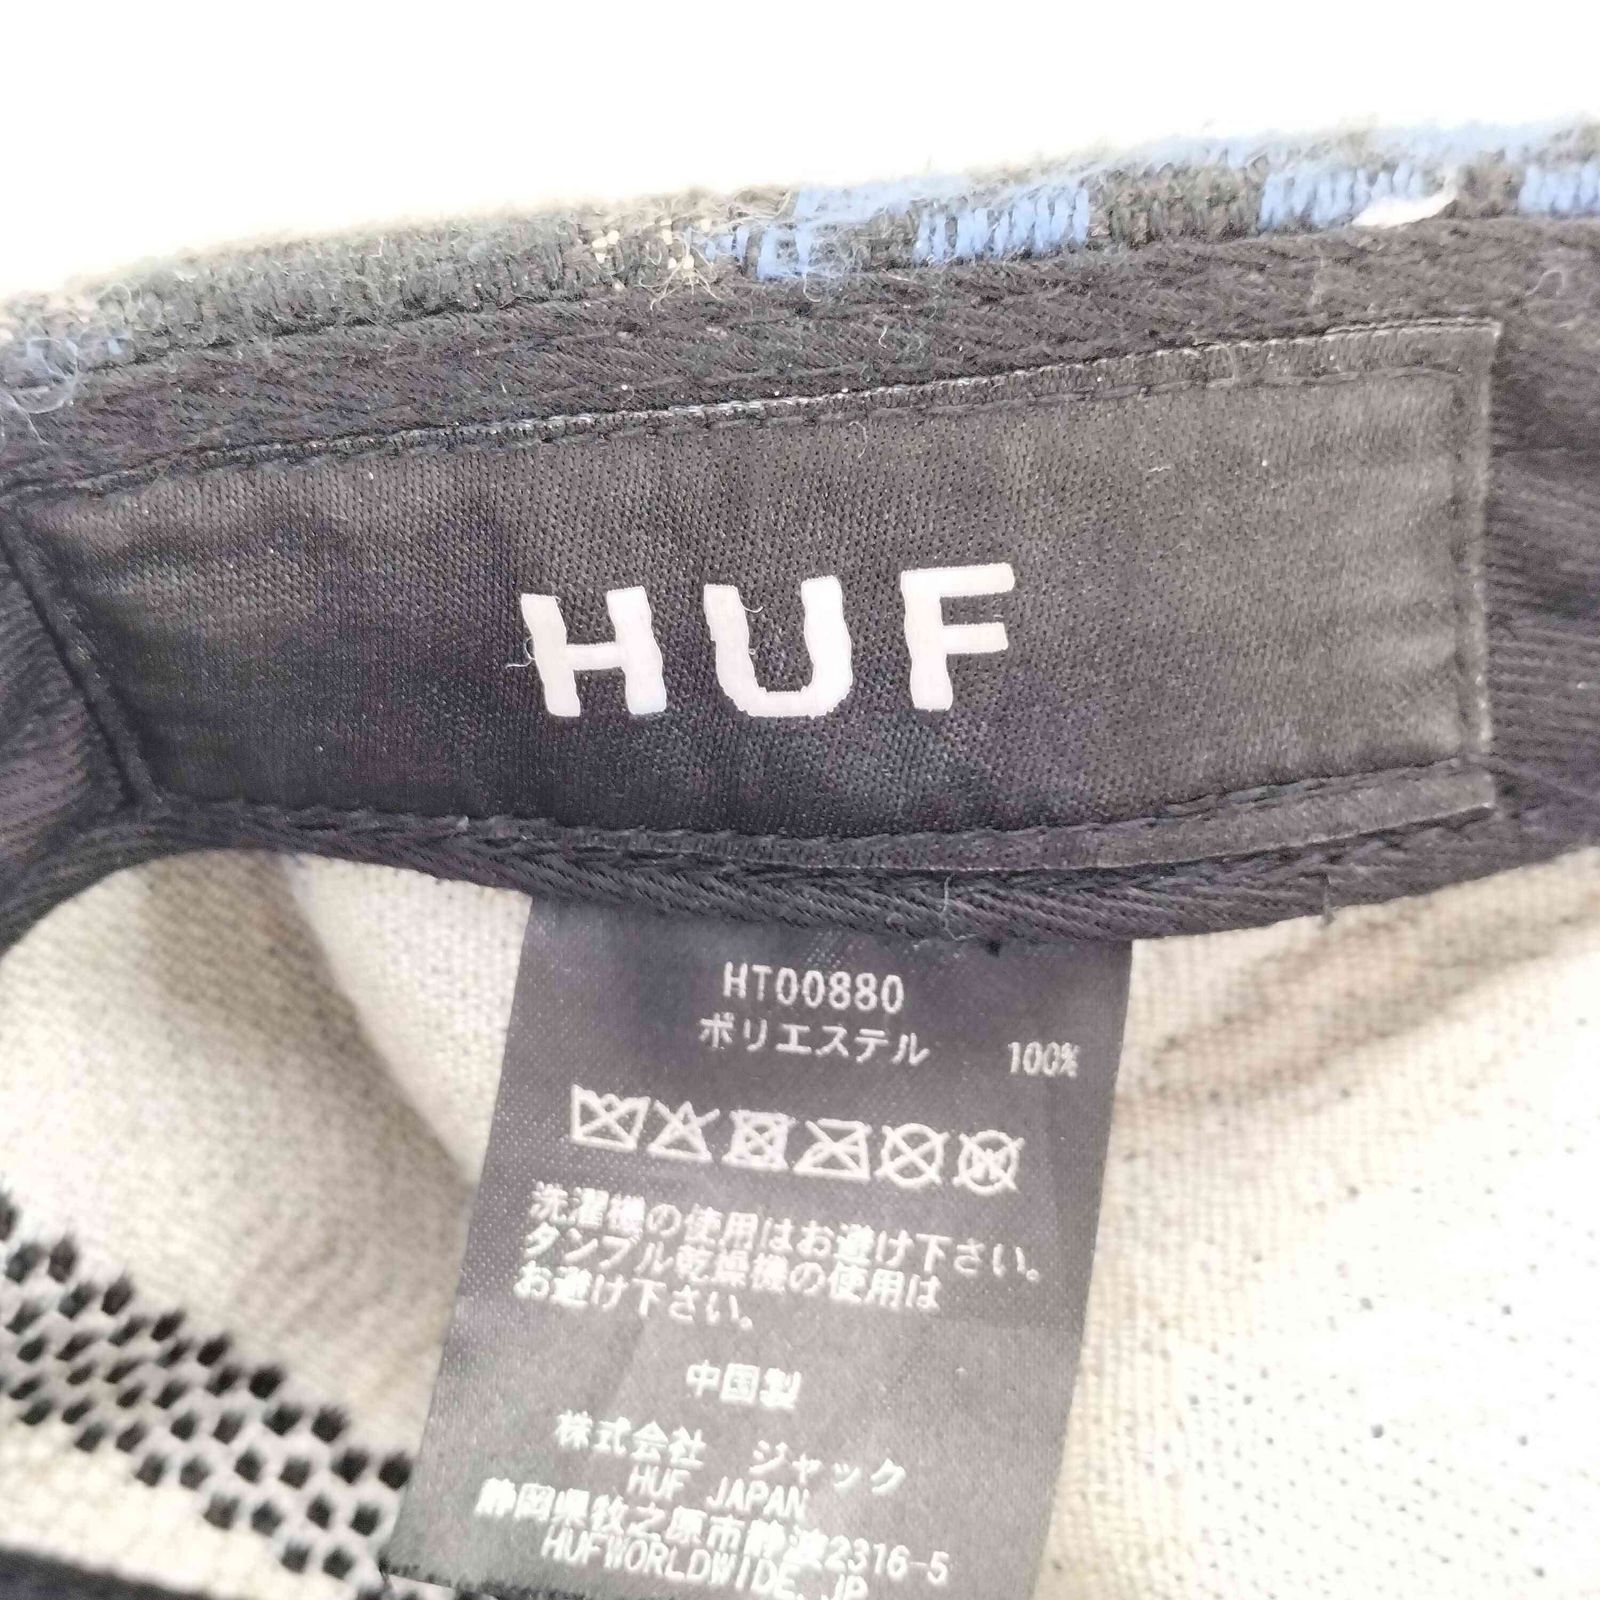 HUF
HT00880
ポリエステル 100%
洗濯機の使用はお避け下さい。
タンブル乾燥機の使用は
お避け下さい。
中国製
株式会社 ジャック
HUF JAPAN
静岡県牧之原市静波2316-5
HUFWORLDWIDE.JP